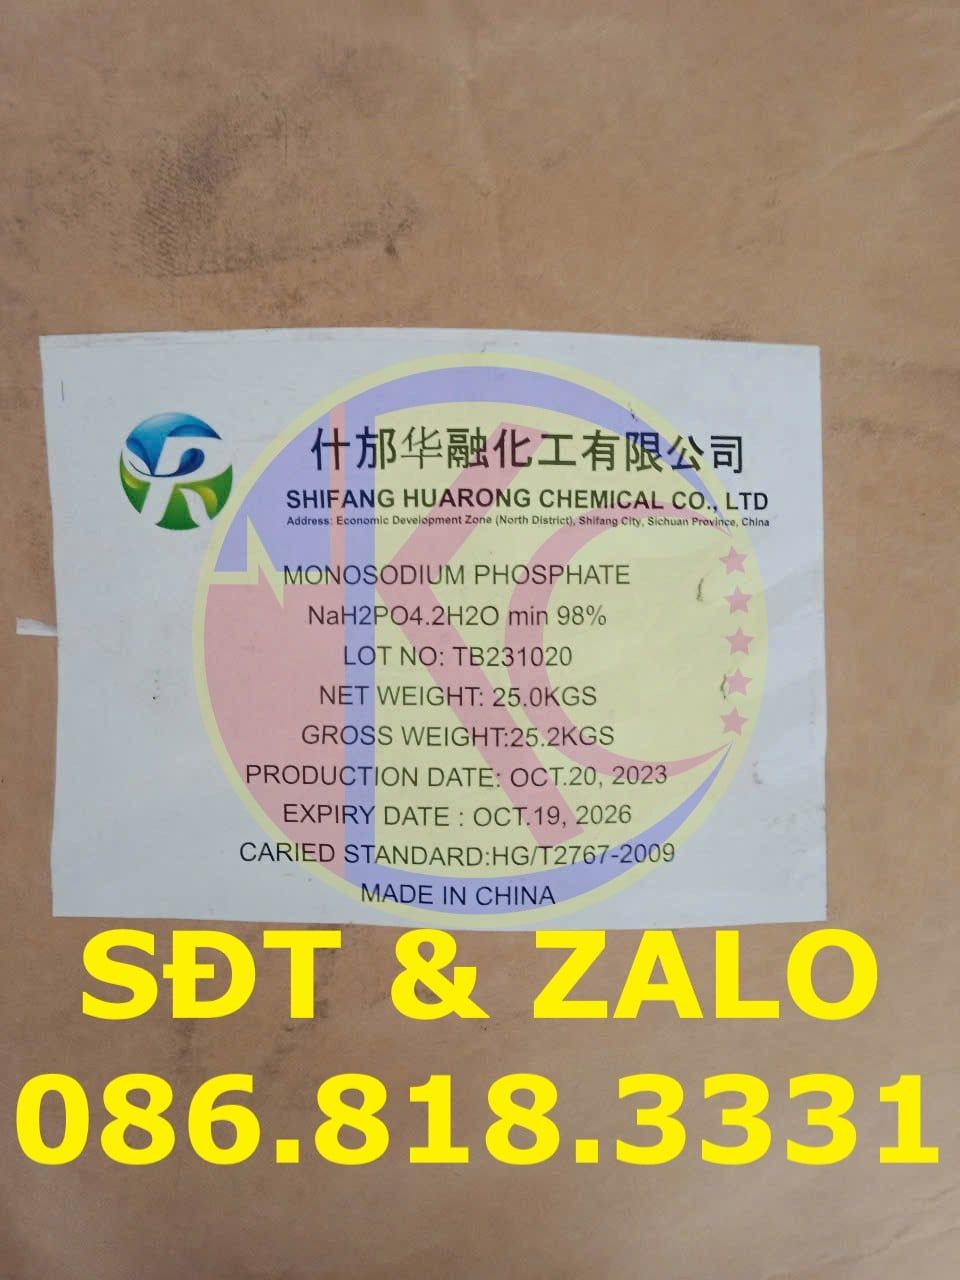 什邡华融化工有限公司
SHIFANG HUARONG CHEMICAL CO., LTD
Address: Economic Development Zone (North District), Shifang City, Sichuan Province, China
MONOSODIUM PHOSPHATE
NaH2PO4.2H2O min 98%
LOT NO: TB231020
NET WEIGHT: 25.0KGS
GROSS WEIGHT:25.2KGS
PRODUCTION DATE: OCT.20, 2023
EXPIRY DATE : OCT.19, 2026
CARIED STANDARD:HG/T2767-2009
MADE IN CHINA
SĐT & ZALO
086.818.3331